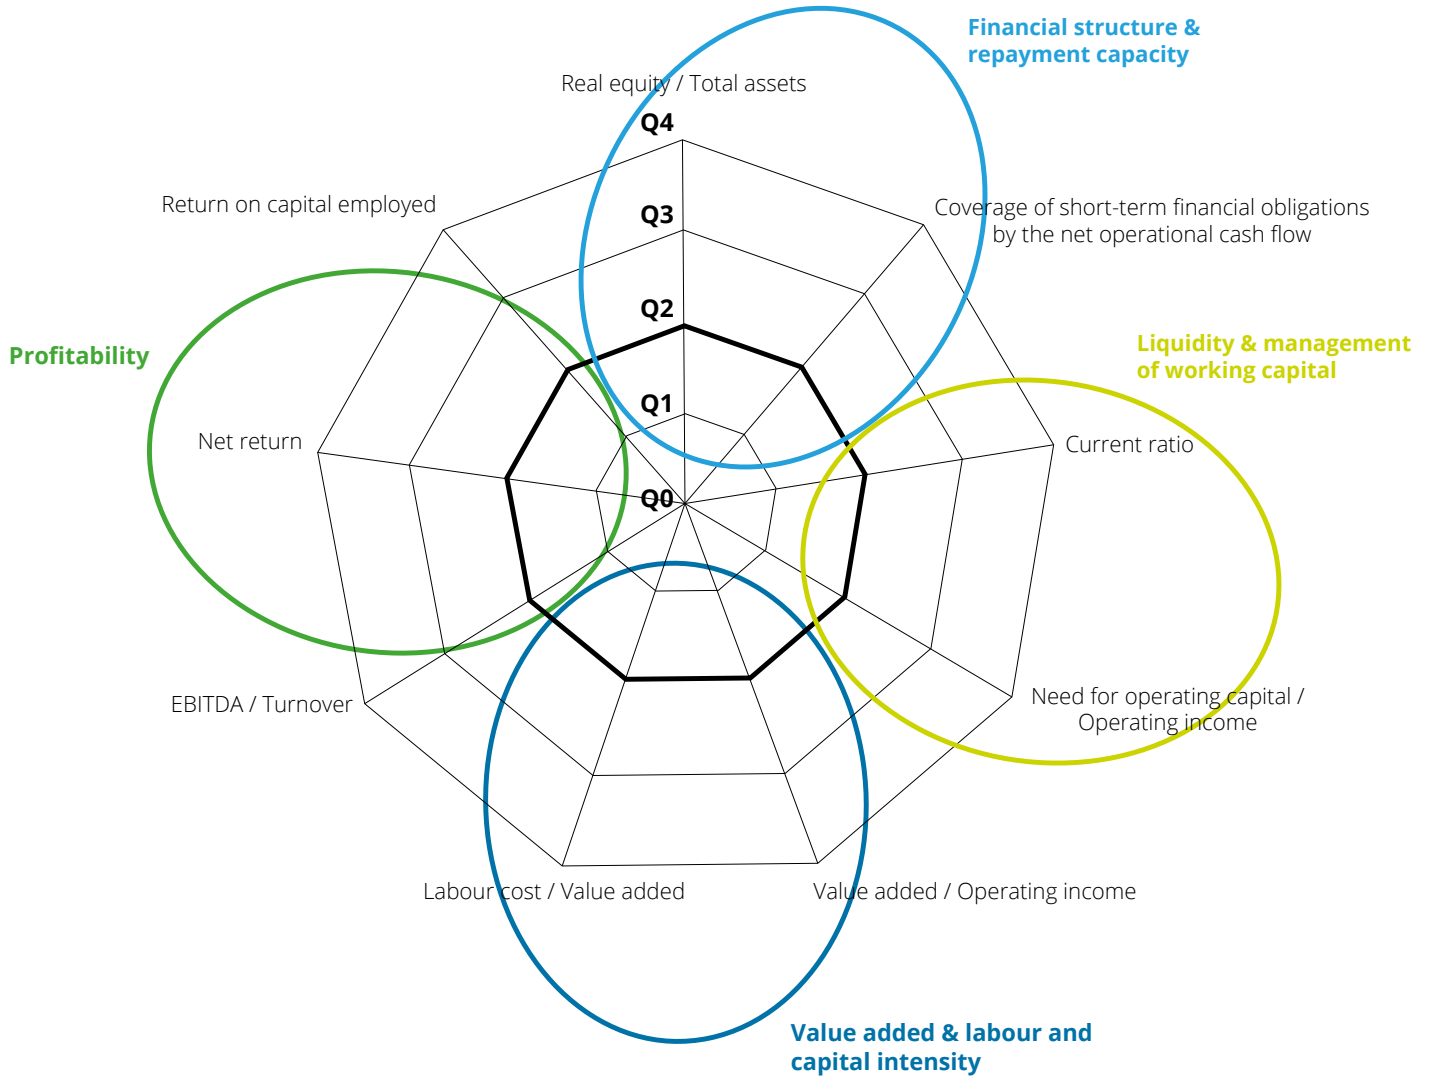 Financial structure &
repayment capacity
Real equity / Total assets
Q4
Return on capital employed
Coverage of short-term financial obligations
by the net operational cash flow
Q3
Q2
Profitability
Liquidity & management
of working capital
Q1
Net return
Current ratio
Q0
EBITDA / Turnover
Need for operating capital /
Operating income
Labour cost / Value added
Value added / Operating income
Value added & labour and
capital intensity